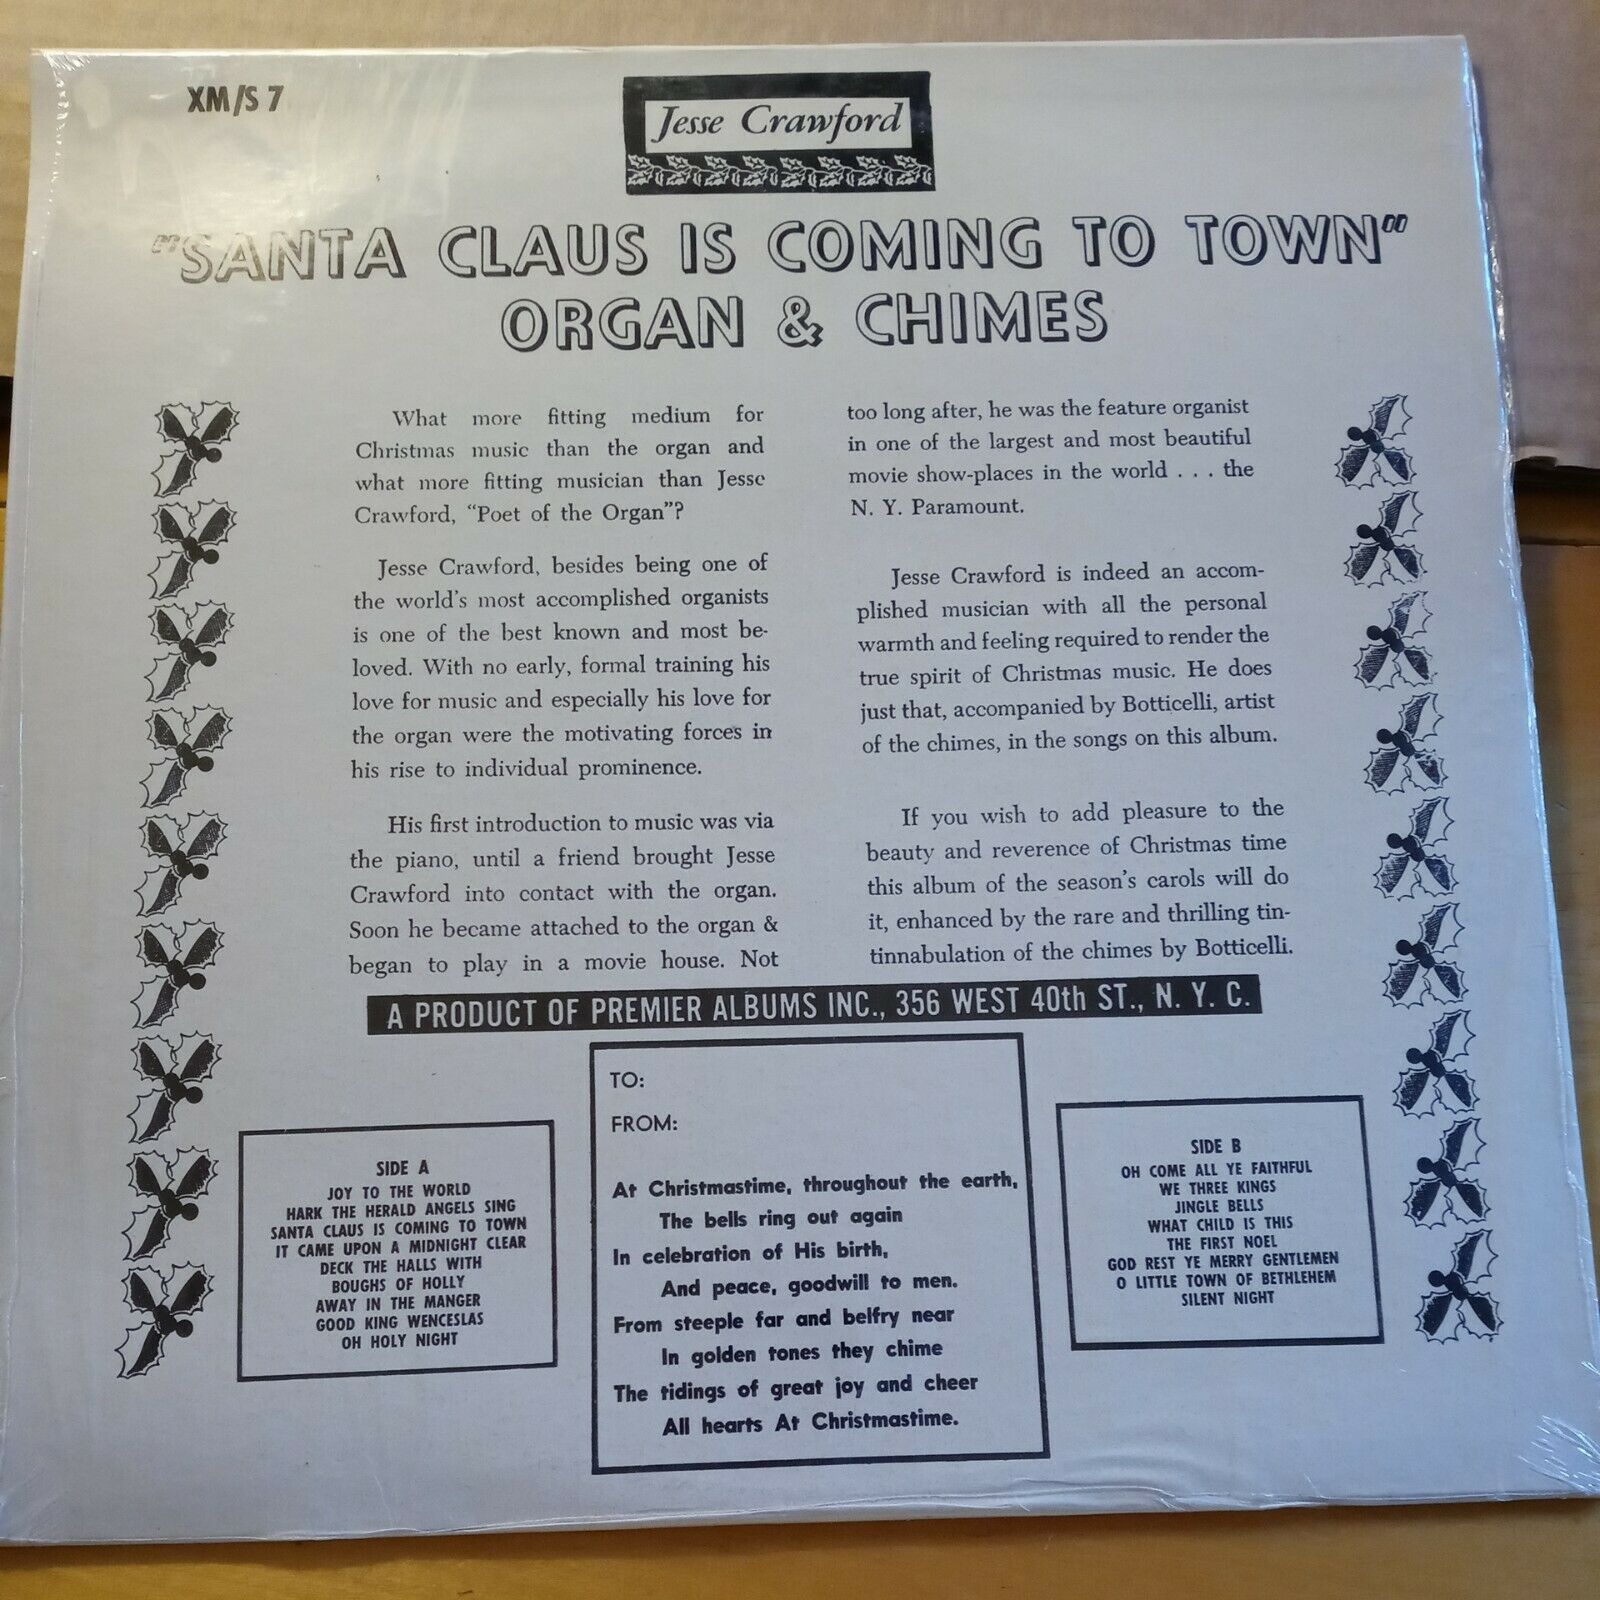 XM/S 7
Jesse Crawford
"SANTA CLAUS IS COMING TO TOWN"
ORGAN & CHIMES
What more fitting medium for
Christmas music than the organ and
what more fitting musician than Jesse
Crawford, "Poet of the Organ"?
Jesse Crawford, besides being one of
the world's most accomplished organists
is one of the best known and most be-
loved. With no early, formal training his
love for music and especially his love for
the organ were the motivating forces in
his rise to individual prominence.
His first introduction to music was via
the piano, until a friend brought Jesse
Crawford into contact with the organ.
Soon he became attached to the organ &
began to play in a movie house. Not
too long after, he was the feature organist
in one of the largest and most beautiful
movie show-places in the world . . . the
N. Y. Paramount.
Jesse Crawford is indeed an accom-
plished musician with all the personal
warmth and feeling required to render the
true spirit of Christmas music. He does
just that, accompanied by Botticelli, artist
of the chimes, in the songs on this album.
If you wish to add pleasure to the
beauty and reverence of Christmas time
this album of the season's carols will do
it, enhanced by the rare and thrilling tin-
tinnabulation of the chimes by Botticelli.
A PRODUCT OF PREMIER ALBUMS INC., 356 WEST 40th ST., N. Y. C.
SIDE A
JOY TO THE WORLD
HARK THE HERALD ANGELS SING
SANTA CLAUS IS COMING TO TOWN
IT CAME UPON A MIDNIGHT CLEAR
DECK THE HALLS WITH
BOUGHS OF HOLLY
AWAY IN THE MANGER
GOOD KING WENCESLAS
OH HOLY NIGHT
TO:
FROM:
At Christmastime, throughout the earth,
The bells ring out again
In celebration of His birth,
And peace, goodwill to men.
From steeple far and belfry near
In golden tones they chime
The tidings of great joy and cheer
All hearts At Christmastime.
SIDE B
OH COME ALL YE FAITHFUL
WE THREE KINGS
JINGLE BELLS
WHAT CHILD IS THIS
THE FIRST NOEL
GOD REST YE MERRY GENTLEMEN
O LITTLE TOWN OF BETHLEHEM
SILENT NIGHT